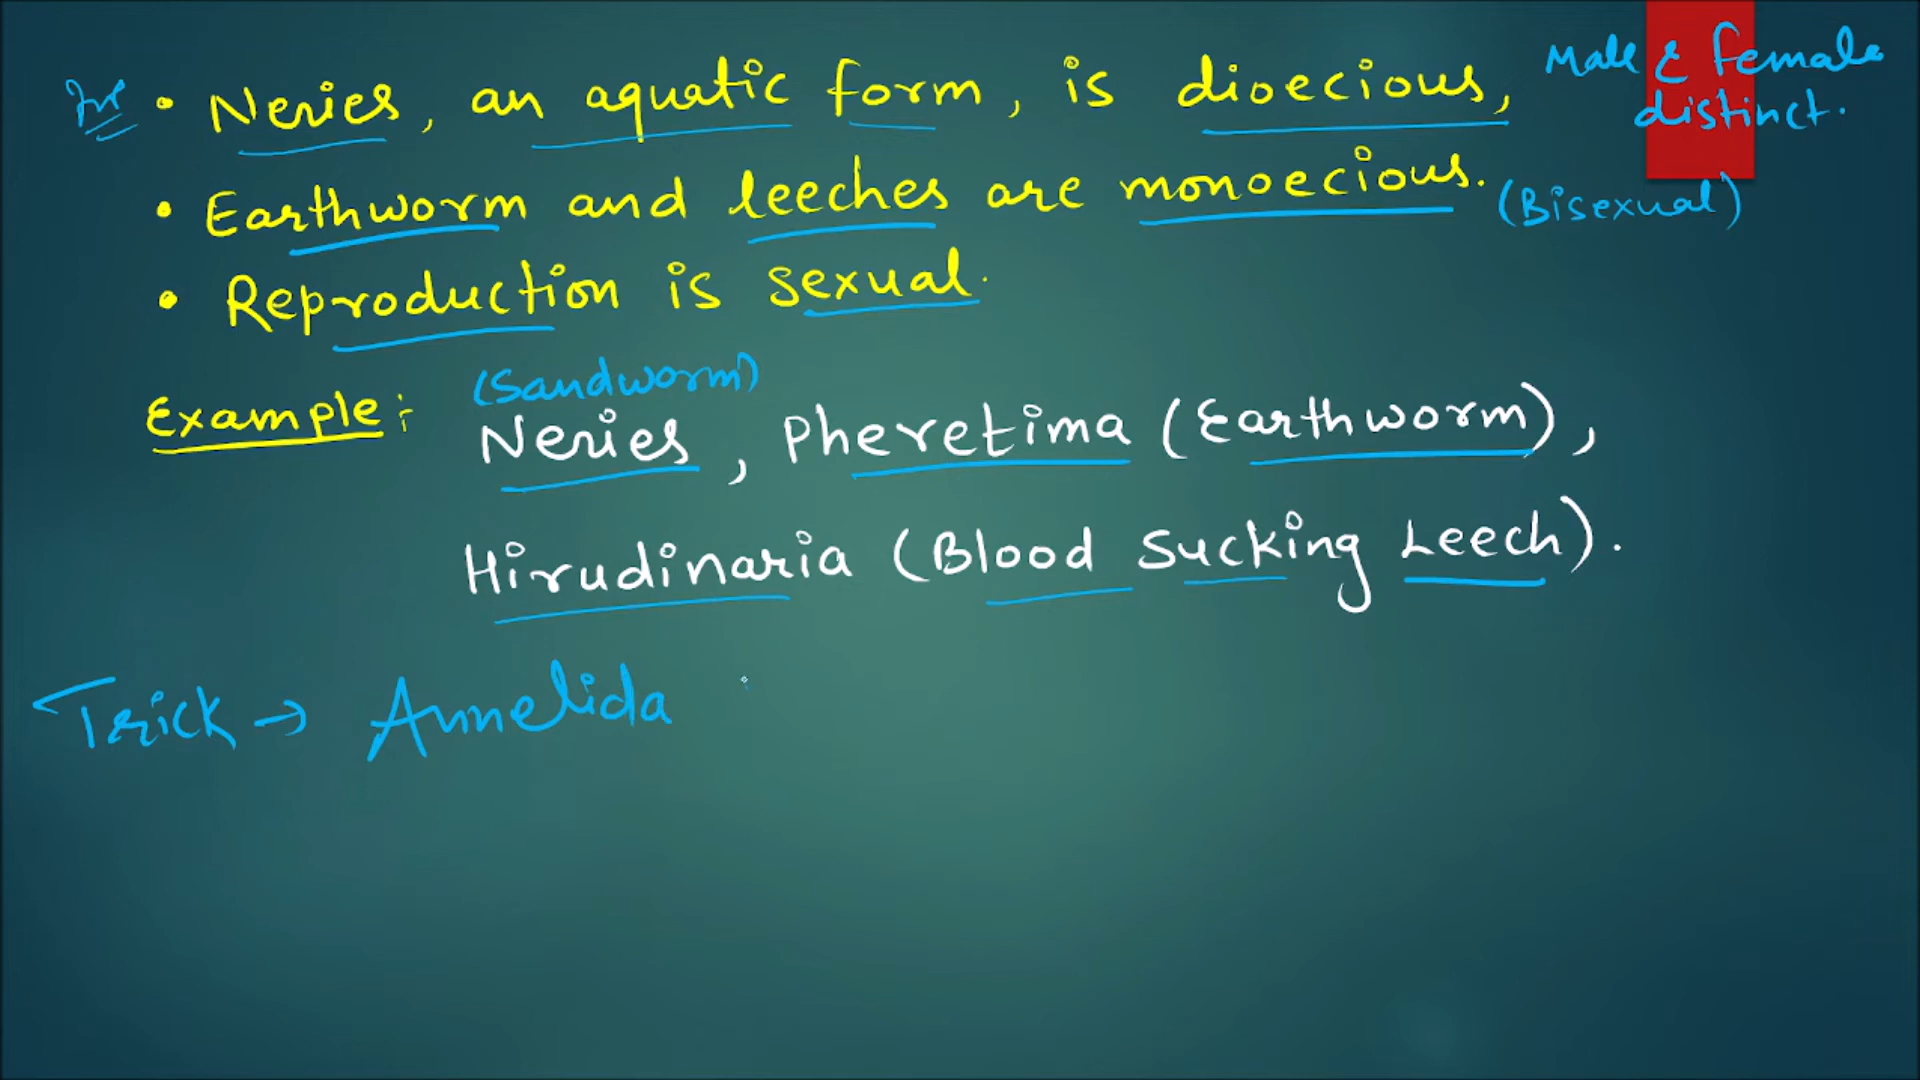 Imp • Neries, an aquatic form, is dioecious, Male & female distinct.
• Earthworm and leeches are monoecious. (Bisexual)
• Reproduction is sexual.
(Sandworm)
Example: Neries, Pheretima (Earthworm),
Hirudinaria (Blood Sucking Leech).
Trick → Annelida